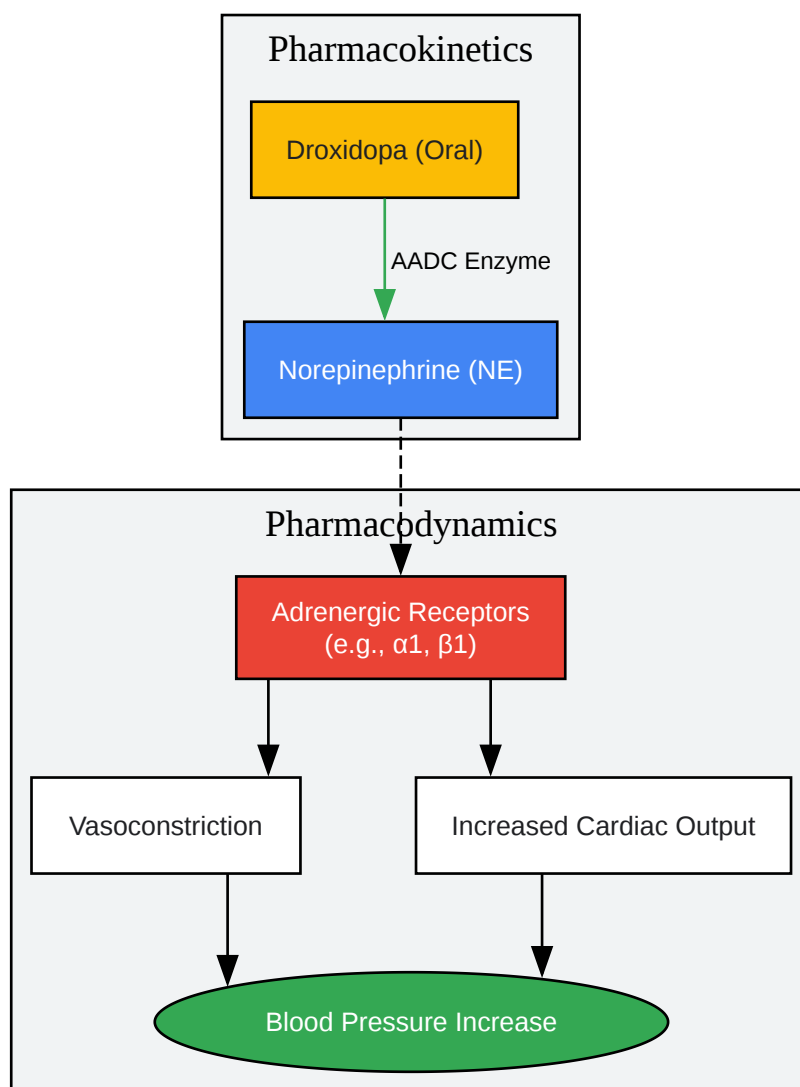 Pharmacokinetics
Droxidopa (Oral)
AADC Enzyme
Norepinephrine (NE)
Pharmacodynamics
Adrenergic Receptors
(e.g., α1, β1)
Vasoconstriction
Increased Cardiac Output
Blood Pressure Increase